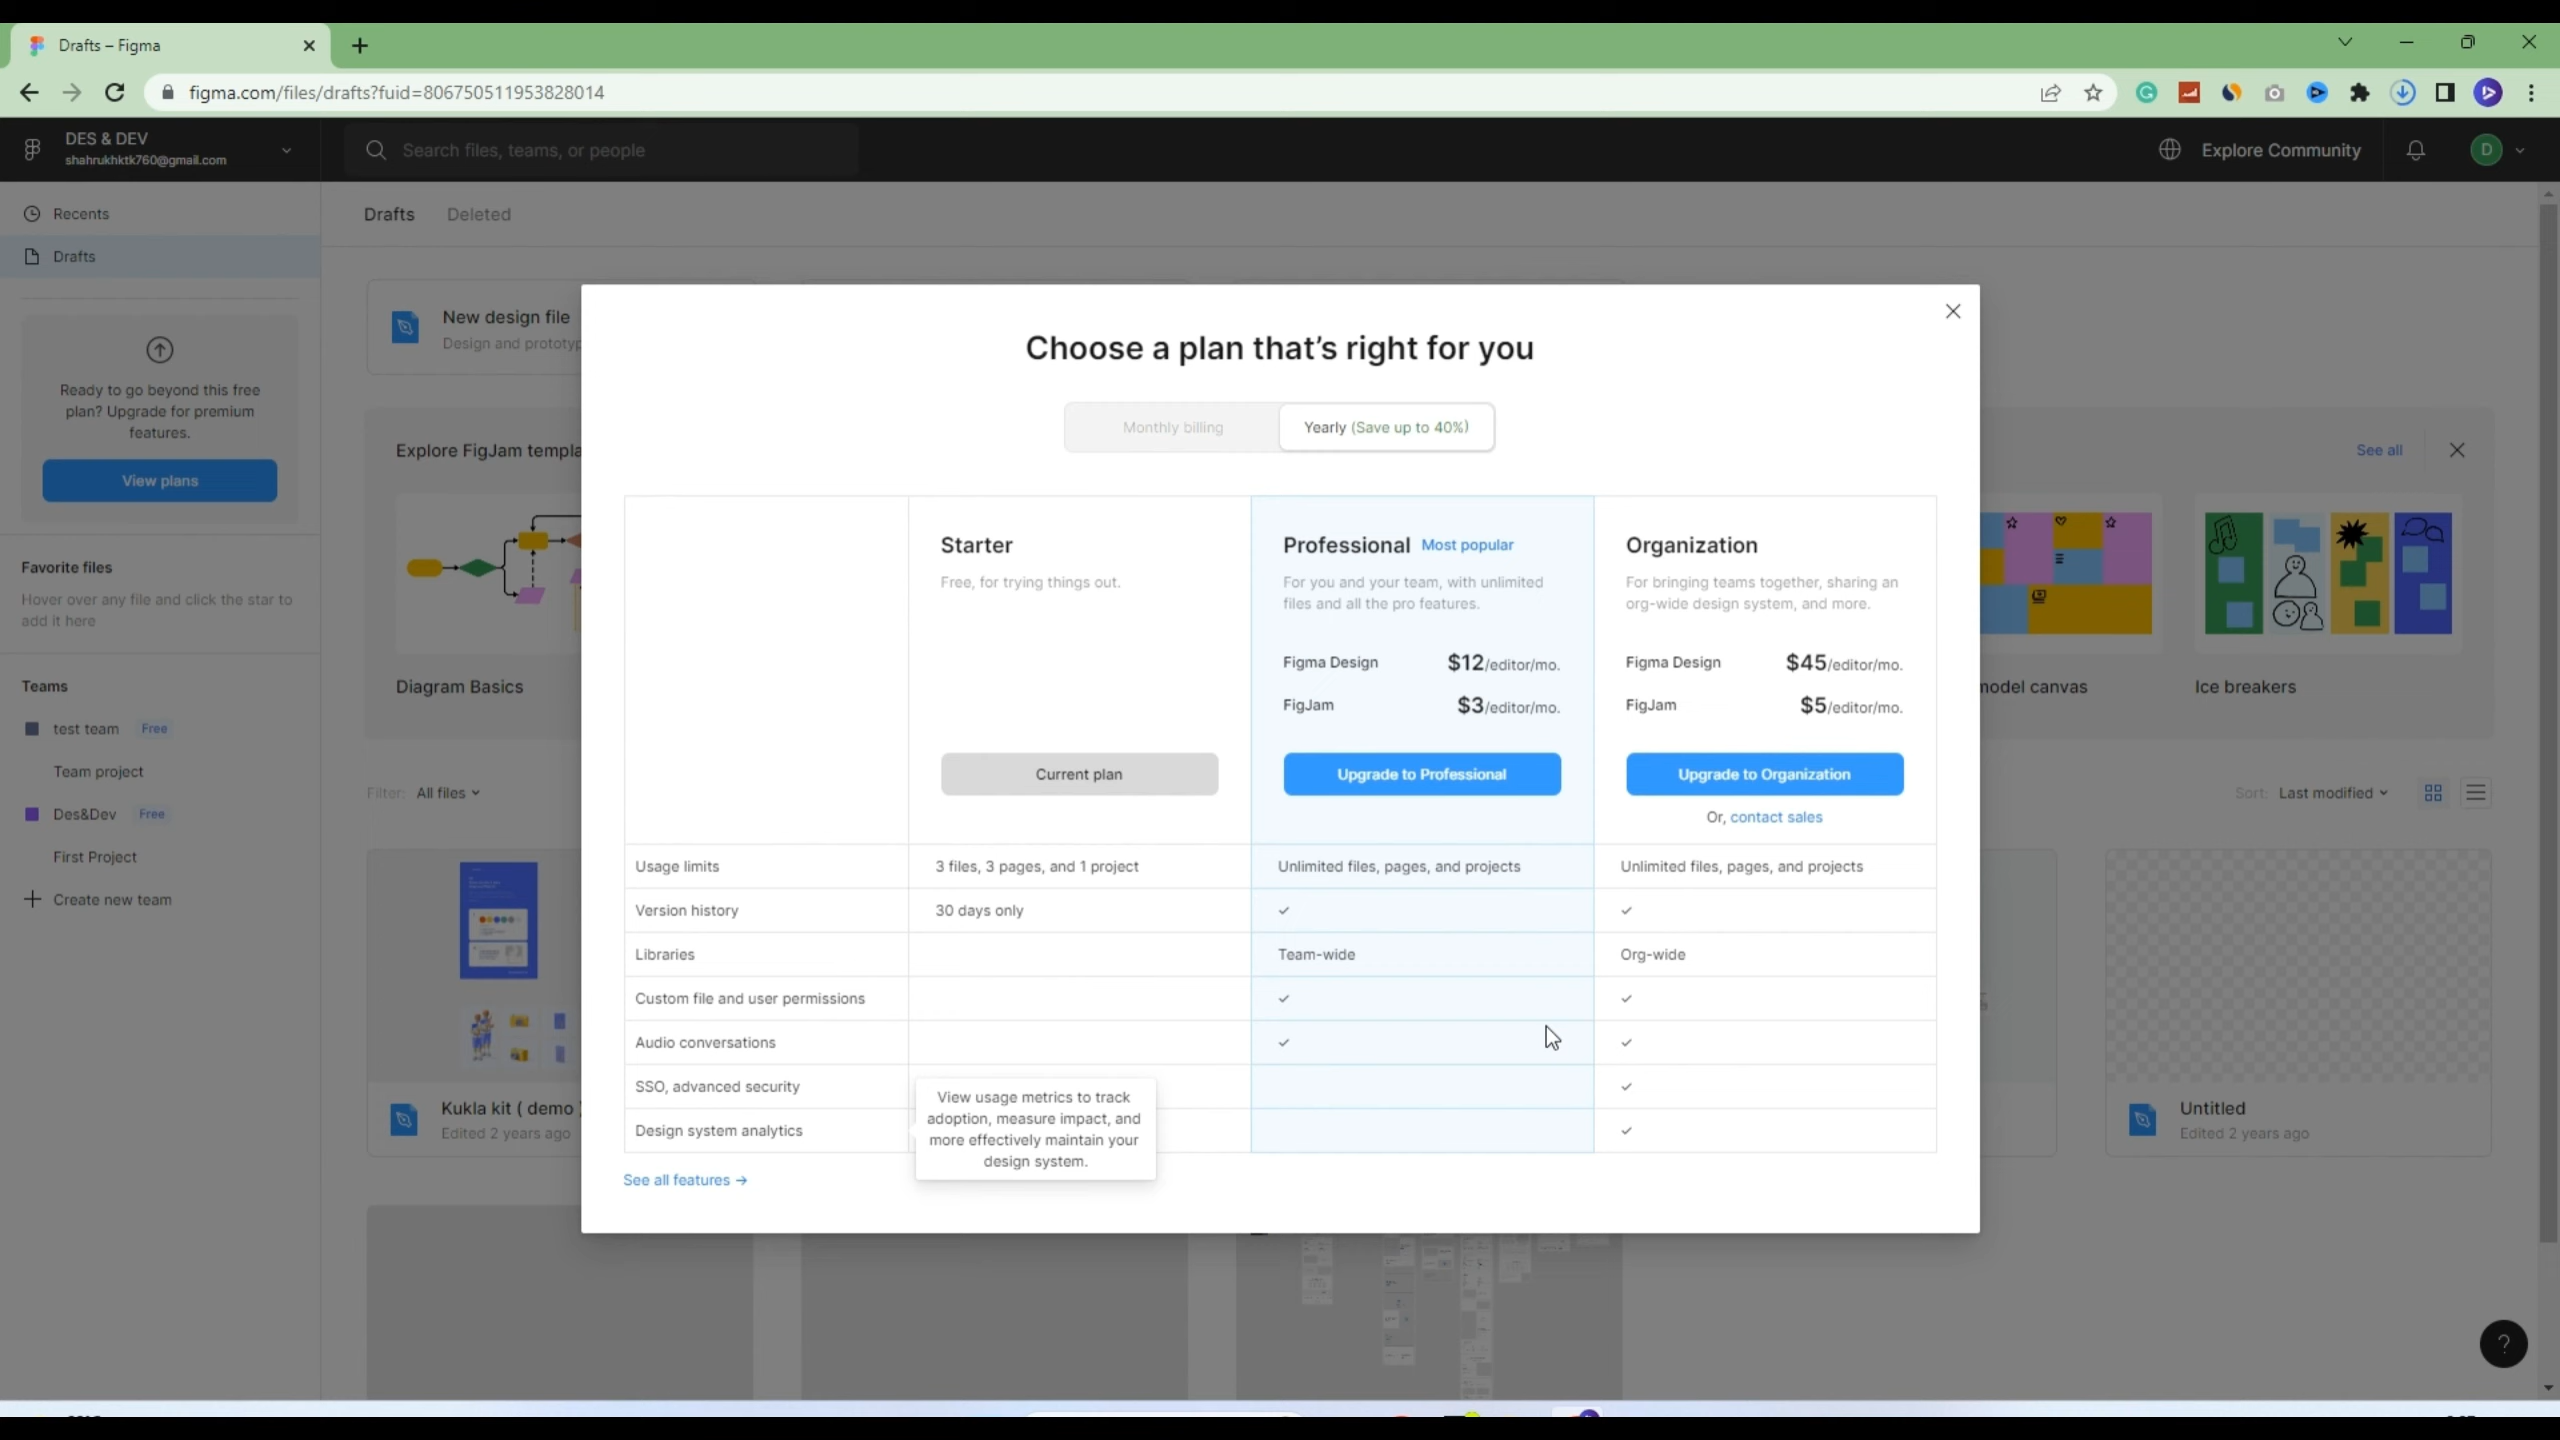 Drafts – Figma
figma.com/files/drafts?fuid=806750511953828014
DES & DEV
shahrukhktk760@gmail.com
Search files, teams, or people
Explore Community
D
Recents
Drafts
Drafts
Deleted
Ready to go beyond this free
plan? Upgrade for premium
features.
View plans
Favorite files
Hover over any file and click the star to
add it here
Teams
test team Free
Team project
Des&Dev Free
First Project
Create new team
New design file
Design and prototyp
Explore FigJam templa
See all
Diagram Basics
model canvas
Ice breakers
Filter: All files
Sort: Last modified
Kukla kit ( demo )
Edited 2 years ago
Untitled
Edited 2 years ago
Choose a plan that's right for you
Monthly billing
Yearly (Save up to 40%)
Starter
Free, for trying things out.
Current plan
Professional Most popular
For you and your team, with unlimited
files and all the pro features.
Figma Design $12/editor/mo.
FigJam $3/editor/mo.
Upgrade to Professional
Organization
For bringing teams together, sharing an
org-wide design system, and more.
Figma Design $45/editor/mo.
FigJam $5/editor/mo.
Upgrade to Organization
Or, contact sales
Usage limits 3 files, 3 pages, and 1 project Unlimited files, pages, and projects Unlimited files, pages, and projects
Version history 30 days only ✓ ✓
Libraries Team-wide Org-wide
Custom file and user permissions ✓ ✓
Audio conversations ✓ ✓
SSO, advanced security ✓
Design system analytics ✓
View usage metrics to track
adoption, measure impact, and
more effectively maintain your
design system.
See all features →
?